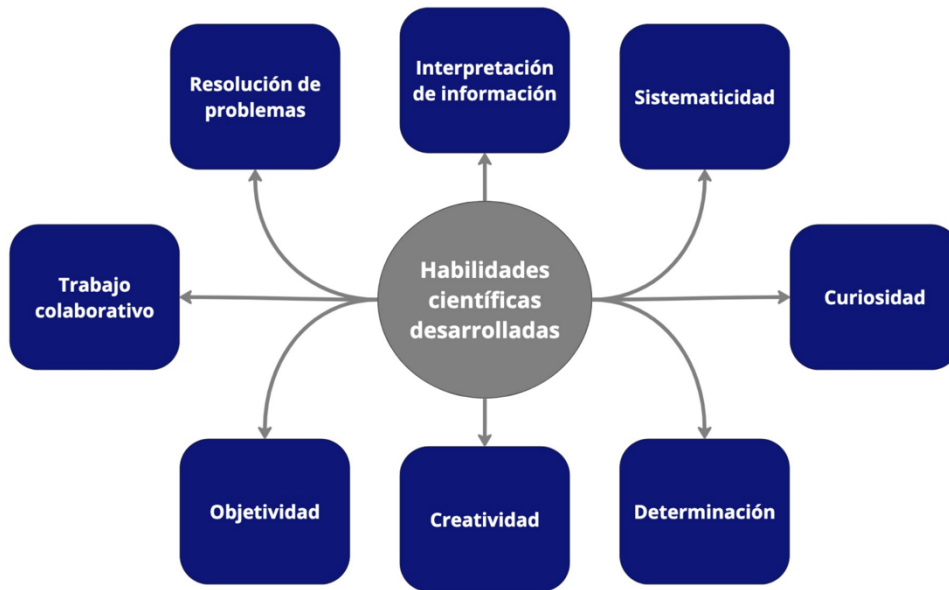 Resolución de
problemas
Interpretación
de información
Sistematicidad
Trabajo
colaborativo
Habilidades
científicas
desarrolladas
Curiosidad
Objetividad
Creatividad
Determinación